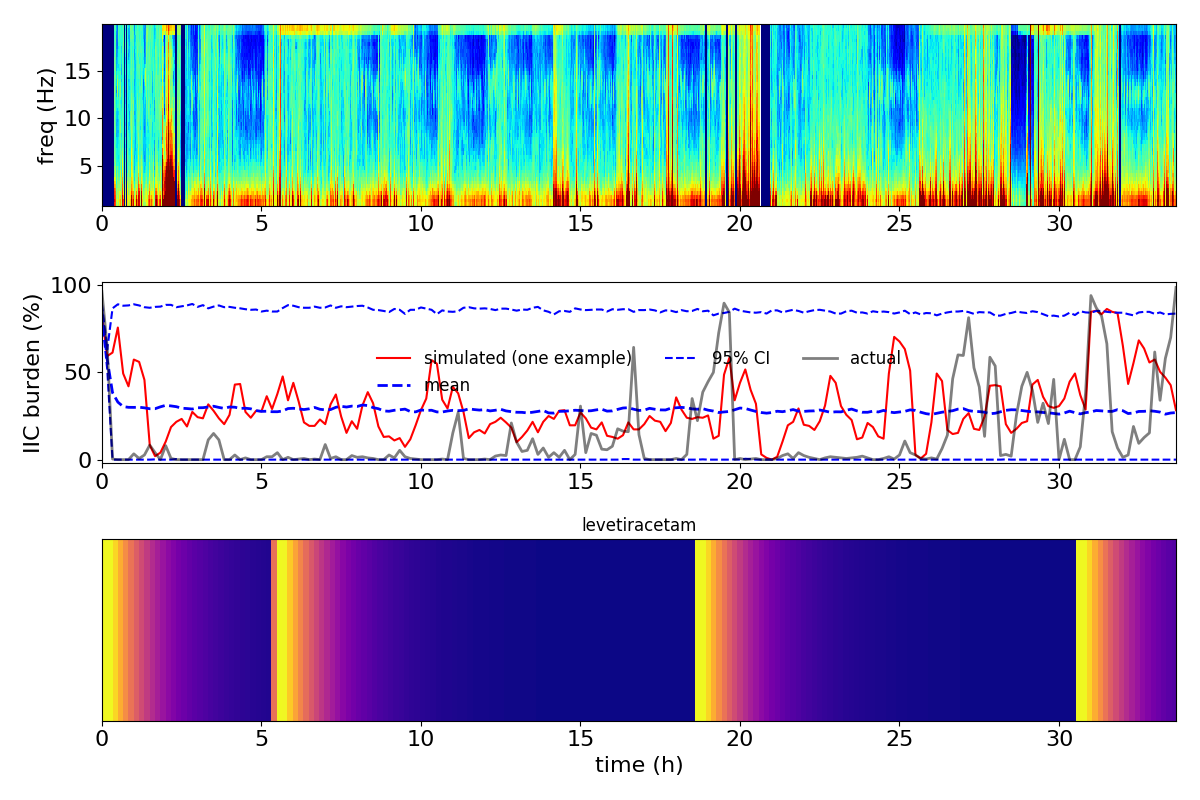 freq (Hz)
15
10
5
0 5 10 15 20 25 30
IIC burden (%)
100
50
0
simulated (one example) 95% CI actual
mean
0 5 10 15 20 25 30
levetiracetam
0 5 10 15 20 25 30
time (h)